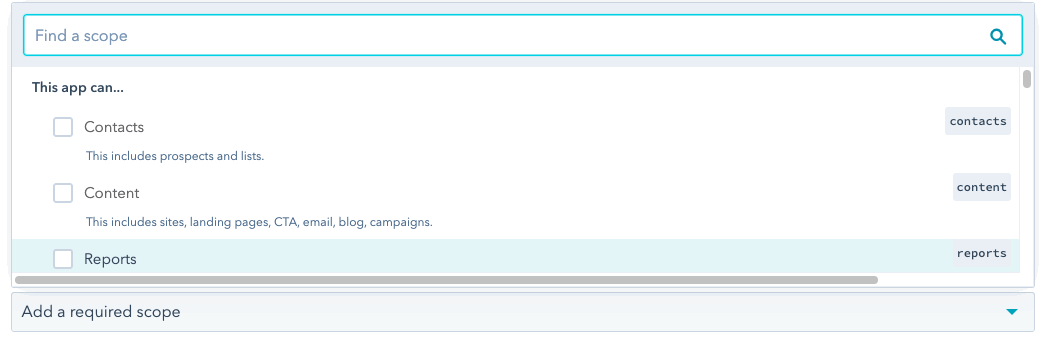 Find a scope
This app can...
Contacts contacts
This includes prospects and lists.
Content content
This includes sites, landing pages, CTA, email, blog, campaigns.
Reports reports
Add a required scope